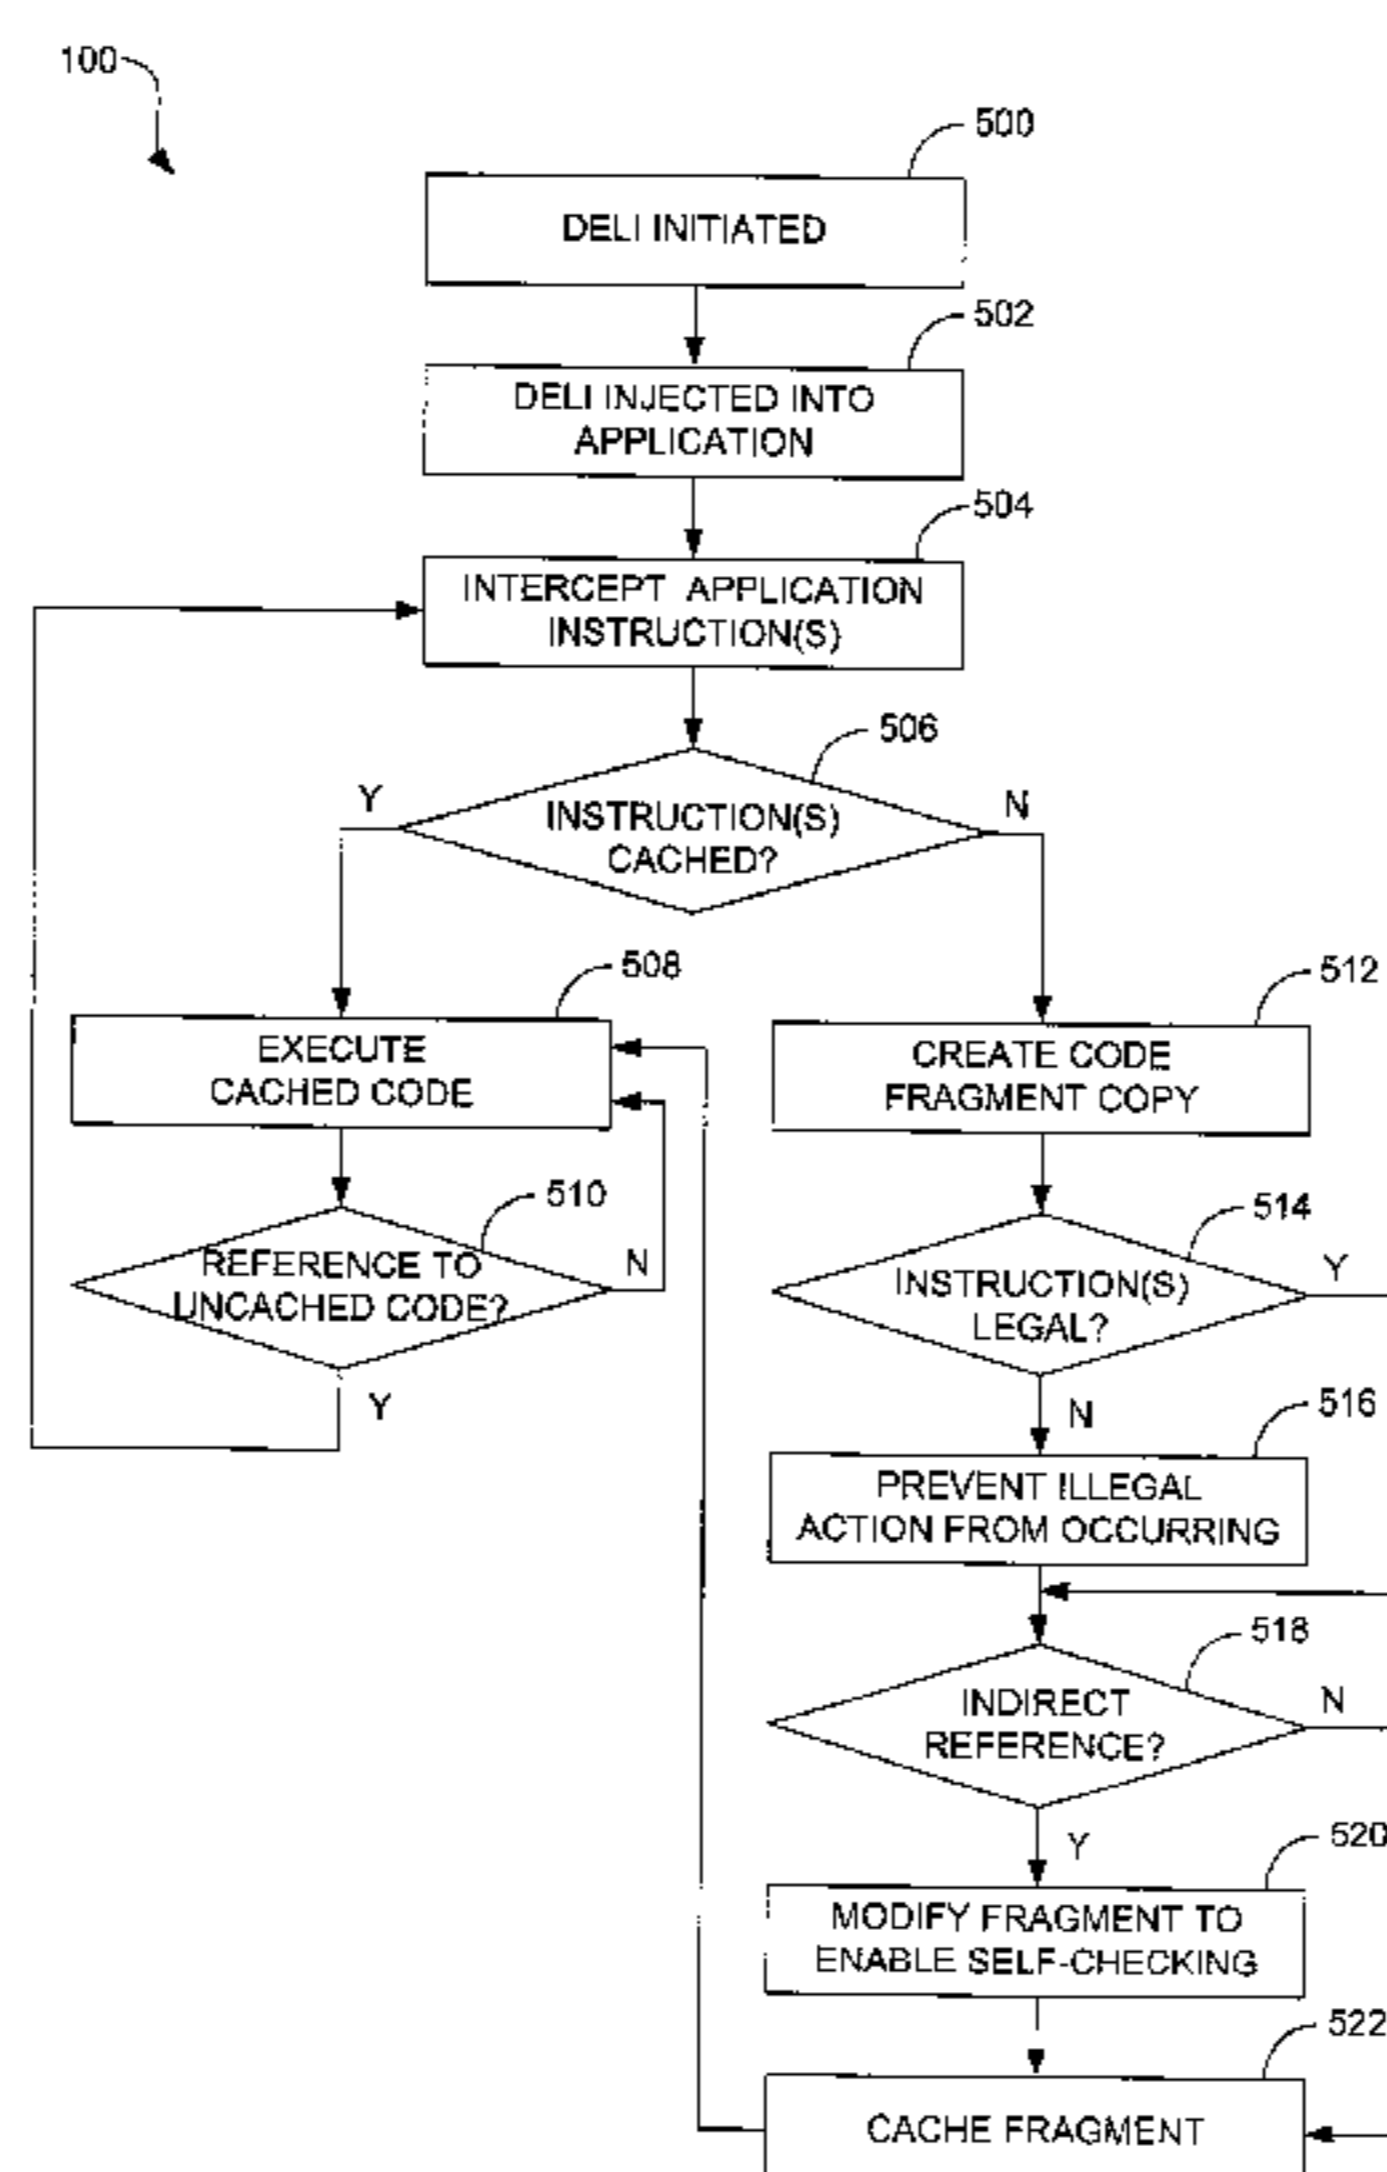 100
500
DELI INITIATED
502
DELI INJECTED INTO
APPLICATION
504
INTERCEPT APPLICATION
INSTRUCTION(S)
506
Y
N
INSTRUCTION(S)
CACHED?
508
EXECUTE
CACHED CODE
512
CREATE CODE
FRAGMENT COPY
510
REFERENCE TO
UNCACHED CODE?
N
Y
514
INSTRUCTION(S)
LEGAL?
Y
N
516
PREVENT ILLEGAL
ACTION FROM OCCURRING
518
INDIRECT
REFERENCE?
N
Y
520
MODIFY FRAGMENT TO
ENABLE SELF-CHECKING
522
CACHE FRAGMENT